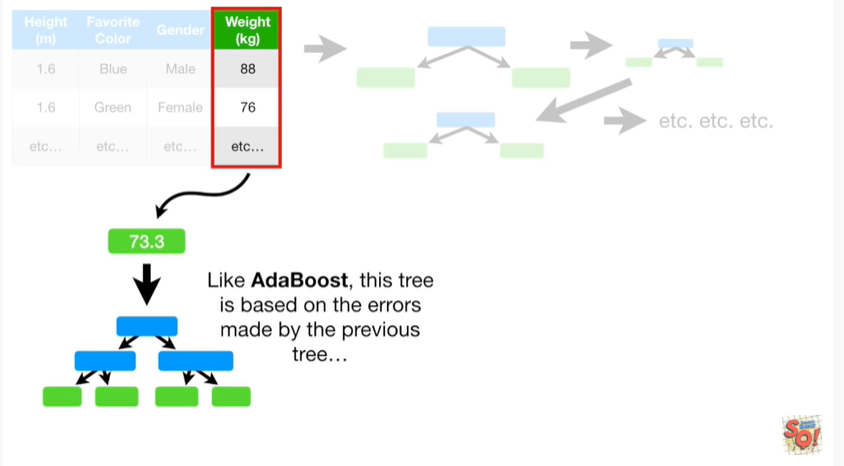 Height (m) Favorite Color Gender Weight (kg)
1.6 Blue Male 88
1.6 Green Female 76
etc... etc... etc... etc...
etc. etc. etc.
73.3
Like AdaBoost, this tree
is based on the errors
made by the previous
tree...
SQ!